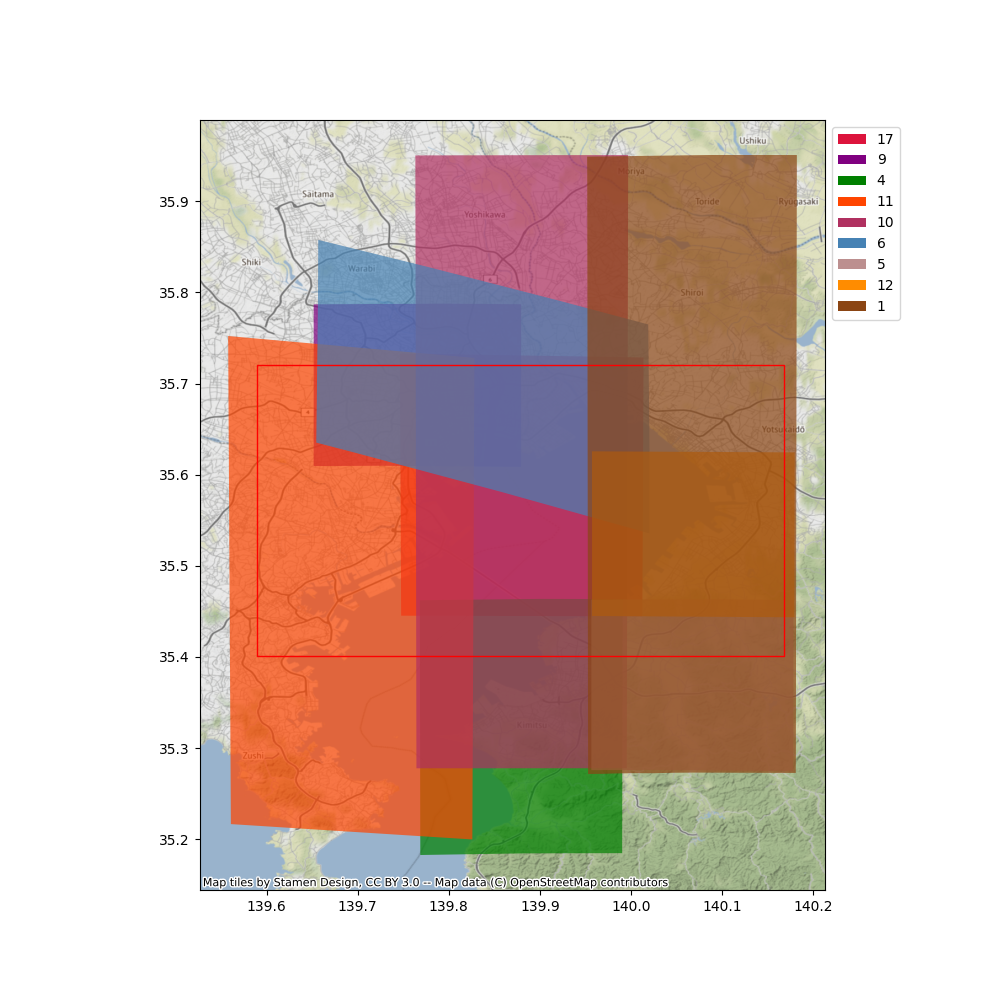 17
9
4
11
10
6
5
12
1
35.9
35.8
35.7
35.6
35.5
35.4
35.3
35.2
139.6
139.7
139.8
139.9
140.0
140.1
140.2
Ushiku
Moriya
Saitama
Toride
Ryugasaki
Yoshikawa
Shiki
Warabi
Shiroi
Yotsukaido
Zushi
Map tiles by Stamen Design, CC BY 3.0 -- Map data (C) OpenStreetMap contributors